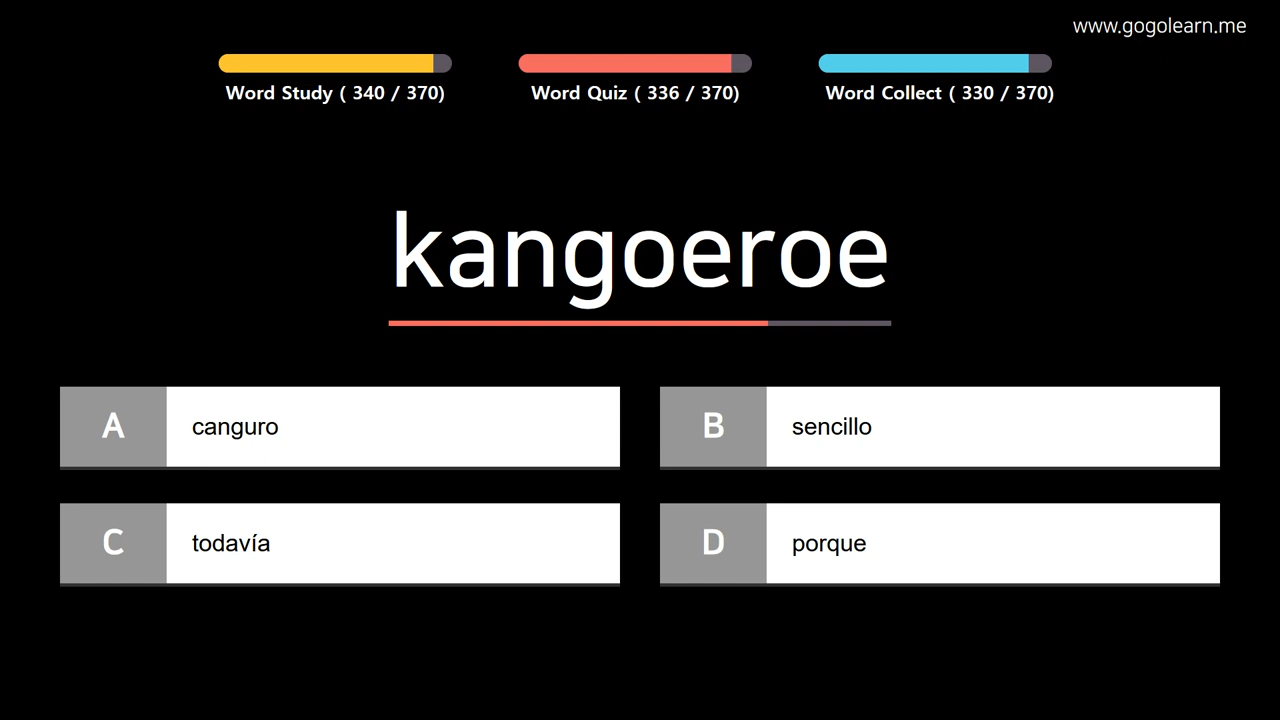 www.gogolearn.me
Word Study ( 340 / 370)
Word Quiz ( 336 / 370)
Word Collect ( 330 / 370)
kangoeroe
A
canguro
B
sencillo
C
todavía
D
porque